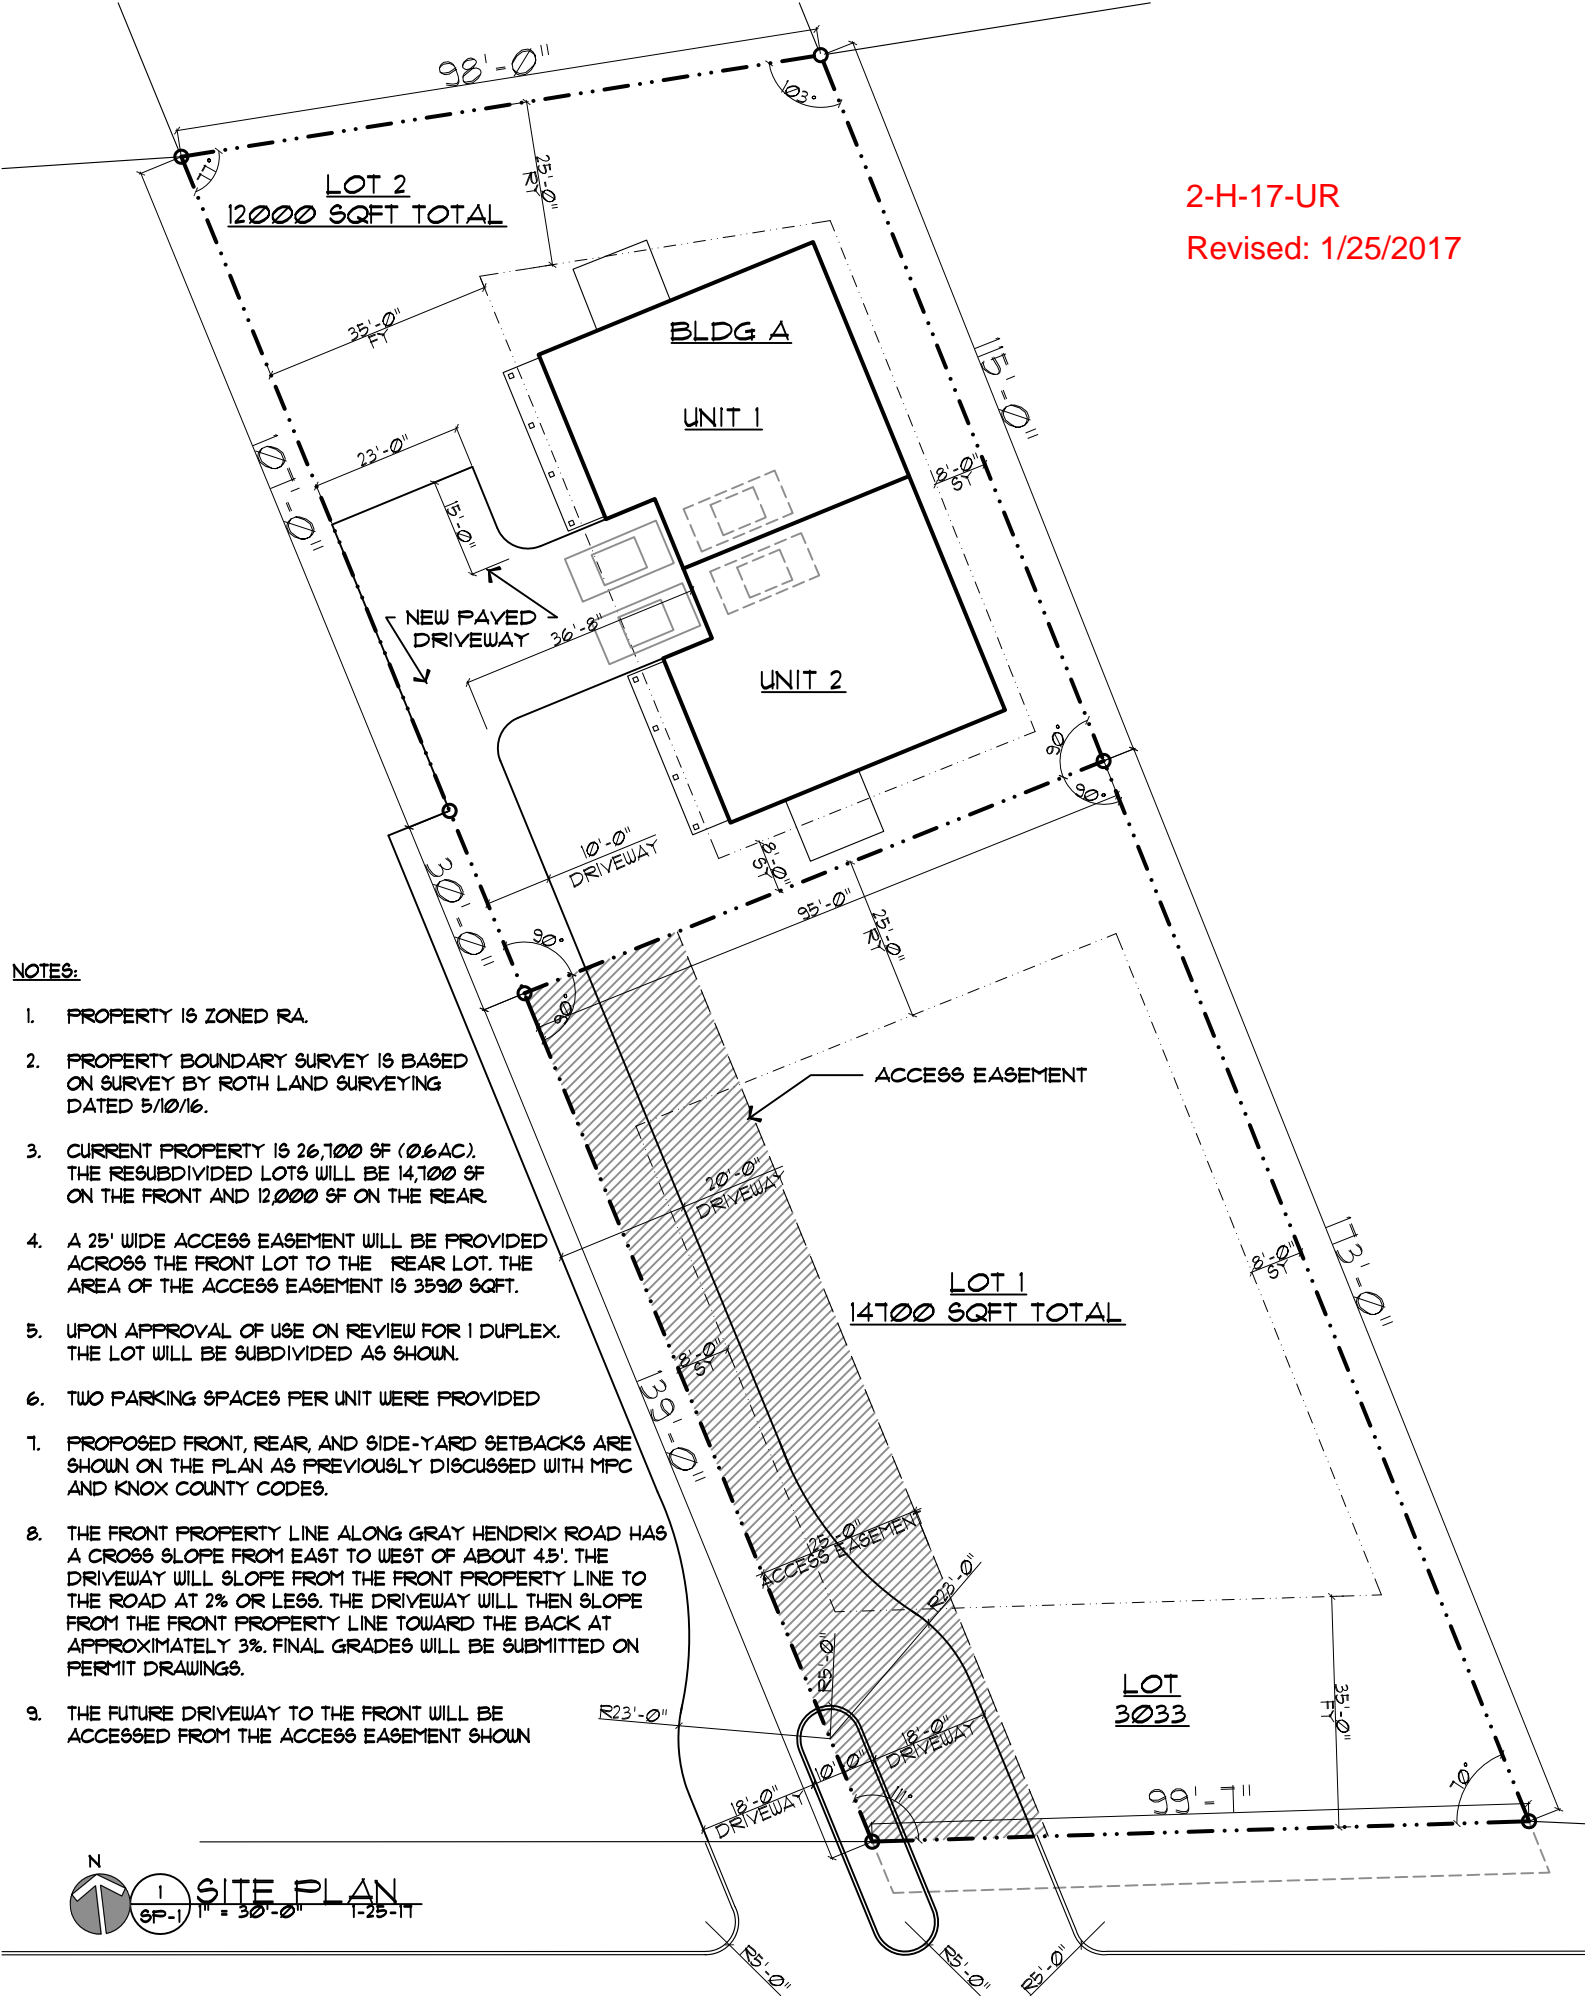 98'-0"
103°
77°
LOT 2
12000 SQFT TOTAL
25'-0"
RY
2-H-17-UR
Revised: 1/25/2017
35'-0"
FY
BLDG A
UNIT 1
115'-0"
101'-0"
23'-0"
15'-0"
8'-0"
SY
NEW PAVED
DRIVEWAY
36'-8"
UNIT 2
90°
90°
10'-0"
DRIVEWAY
8'-0"
SY
30'-0"
95'-0"
25'-0"
RY
90°
90°
NOTES:
1. PROPERTY IS ZONED RA.
2. PROPERTY BOUNDARY SURVEY IS BASED
ON SURVEY BY ROTH LAND SURVEYING
DATED 5/10/16.
3. CURRENT PROPERTY IS 26,700 SF (0.6AC).
THE RESUBDIVIDED LOTS WILL BE 14,700 SF
ON THE FRONT AND 12,000 SF ON THE REAR.
4. A 25' WIDE ACCESS EASEMENT WILL BE PROVIDED
ACROSS THE FRONT LOT TO THE REAR LOT. THE
AREA OF THE ACCESS EASEMENT IS 3590 SQFT.
5. UPON APPROVAL OF USE ON REVIEW FOR 1 DUPLEX.
THE LOT WILL BE SUBDIVIDED AS SHOWN.
6. TWO PARKING SPACES PER UNIT WERE PROVIDED
7. PROPOSED FRONT, REAR, AND SIDE-YARD SETBACKS ARE
SHOWN ON THE PLAN AS PREVIOUSLY DISCUSSED WITH MPC
AND KNOX COUNTY CODES.
8. THE FRONT PROPERTY LINE ALONG GRAY HENDRIX ROAD HAS
A CROSS SLOPE FROM EAST TO WEST OF ABOUT 4.5'. THE
DRIVEWAY WILL SLOPE FROM THE FRONT PROPERTY LINE TO
THE ROAD AT 2% OR LESS. THE DRIVEWAY WILL THEN SLOPE
FROM THE FRONT PROPERTY LINE TOWARD THE BACK AT
APPROXIMATELY 3%. FINAL GRADES WILL BE SUBMITTED ON
PERMIT DRAWINGS.
9. THE FUTURE DRIVEWAY TO THE FRONT WILL BE
ACCESSED FROM THE ACCESS EASEMENT SHOWN
ACCESS EASEMENT
20'-0"
DRIVEWAY
LOT 1
14700 SQFT TOTAL
8'-0"
SY
173'-0"
8'-0"
SY
139'-0"
25'-0"
ACCESS EASEMENT
R23'-0"
R5'-0"
R23'-0"
LOT
3033
35'-0"
FY
18'-0"
DRIVEWAY
10'-0"
18'-0"
DRIVEWAY
111°
99'-7"
70°
N
1
SP-1
SITE PLAN
1" = 30'-0" 1-25-17
R5'-0"
R5'-0"
R5'-0"